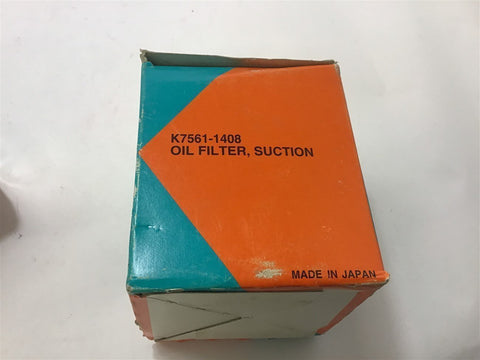 K7561-1408
OIL FILTER, SUCTION
MADE IN JAPAN